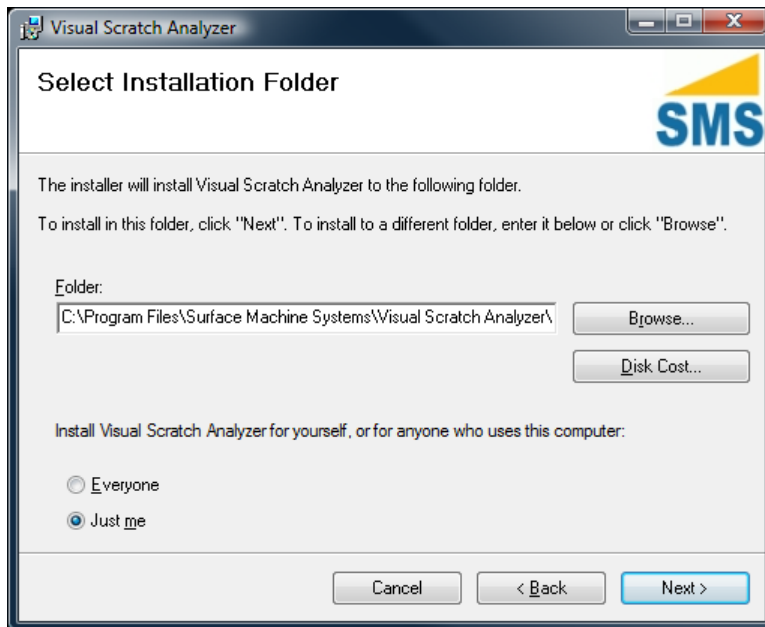 Visual Scratch Analyzer
Select Installation Folder
SMS
The installer will install Visual Scratch Analyzer to the following folder.
To install in this folder, click "Next". To install to a different folder, enter it below or click "Browse".
Folder:
C:\Program Files\Surface Machine Systems\Visual Scratch Analyzer\
Browse...
Disk Cost...
Install Visual Scratch Analyzer for yourself, or for anyone who uses this computer:
Everyone
Just me
Cancel
< Back
Next >